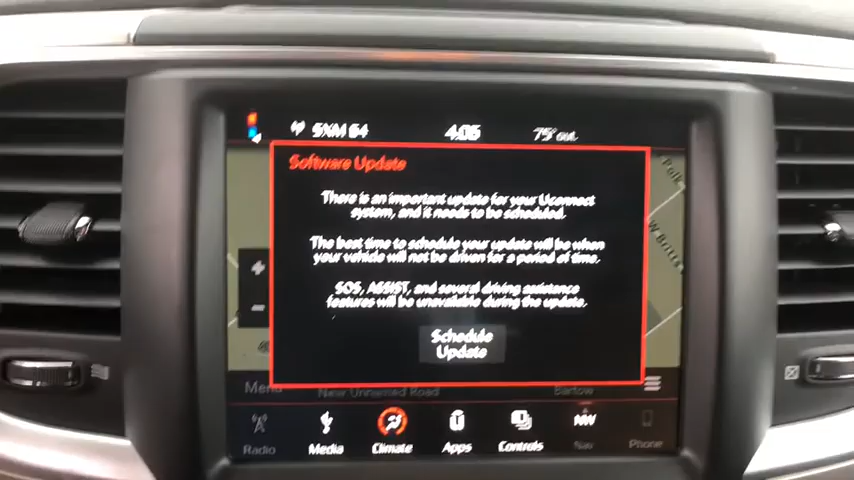 SXM 64 4:06 75° out
Software Update
There is an important update for your Uconnect
system, and it needs to be scheduled.
The best time to schedule your update will be when
your vehicle will not be driven for a period of time.
SOS, ASSIST, and several driving assistance
features will be unavailable during the update.
Schedule
Update
Menu
New Unnamed Road
Bartow
Radio
Media
Climate
Apps
Controls
NW
Nav
Phone